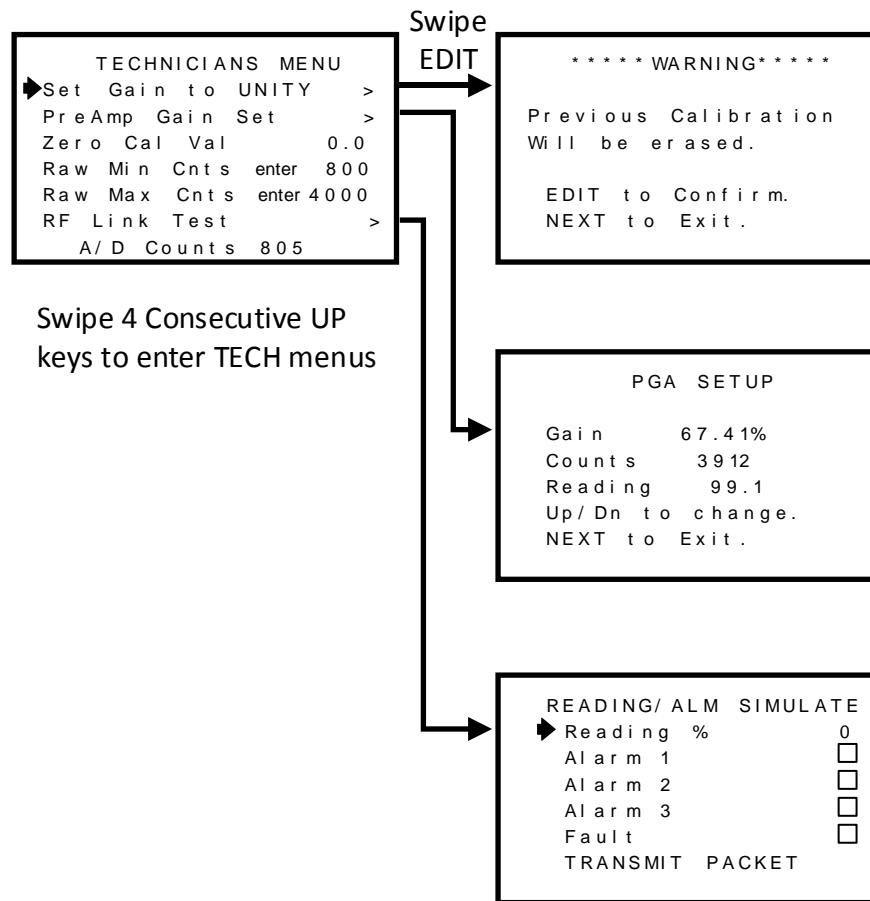 Swipe
EDIT
TECHNICIANS MENU
Set Gain to UNITY >
PreAmp Gain Set >
Zero Cal Val 0.0
Raw Min Cnts enter 800
Raw Max Cnts enter 4000
RF Link Test >
A/D Counts 805
Swipe 4 Consecutive UP
keys to enter TECH menus
*****WARNING*****
Previous Calibration
Will be erased.
EDIT to Confirm.
NEXT to Exit.
PGA SETUP
Gain 67.41%
Counts 3912
Reading 99.1
Up/Dn to change.
NEXT to Exit.
READING/ALM SIMULATE
Reading % 0
Alarm 1
Alarm 2
Alarm 3
Fault
TRANSMIT PACKET